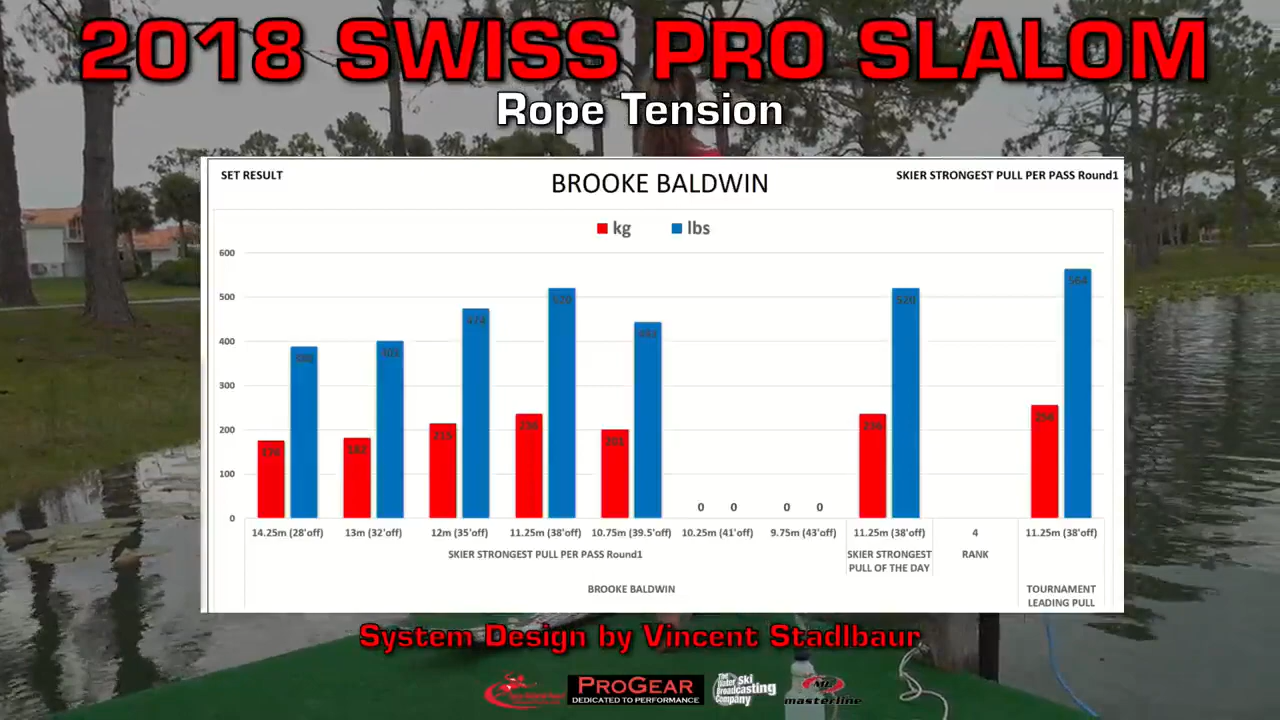 2018 SWISS PRO SLALOM
Rope Tension
SET RESULT
BROOKE BALDWIN
SKIER STRONGEST PULL PER PASS Round1
kg lbs
600
500
400
300
200
100
0
176 388 182 402 215 474 236 520 201 443 0 0 0 0 236 520 256 564
14.25m (28'off) 13m (32'off) 12m (35'off) 11.25m (38'off) 10.75m (39.5'off) 10.25m (41'off) 9.75m (43'off) 11.25m (38'off) 4 11.25m (38'off)
SKIER STRONGEST PULL PER PASS Round1
SKIER STRONGEST
PULL OF THE DAY
RANK
BROOKE BALDWIN
TOURNAMENT
LEADING PULL
System Design by Vincent Stadlbaur
PROGEAR
DEDICATED TO PERFORMANCE
The Water Ski
Broadcasting
Company
masterline